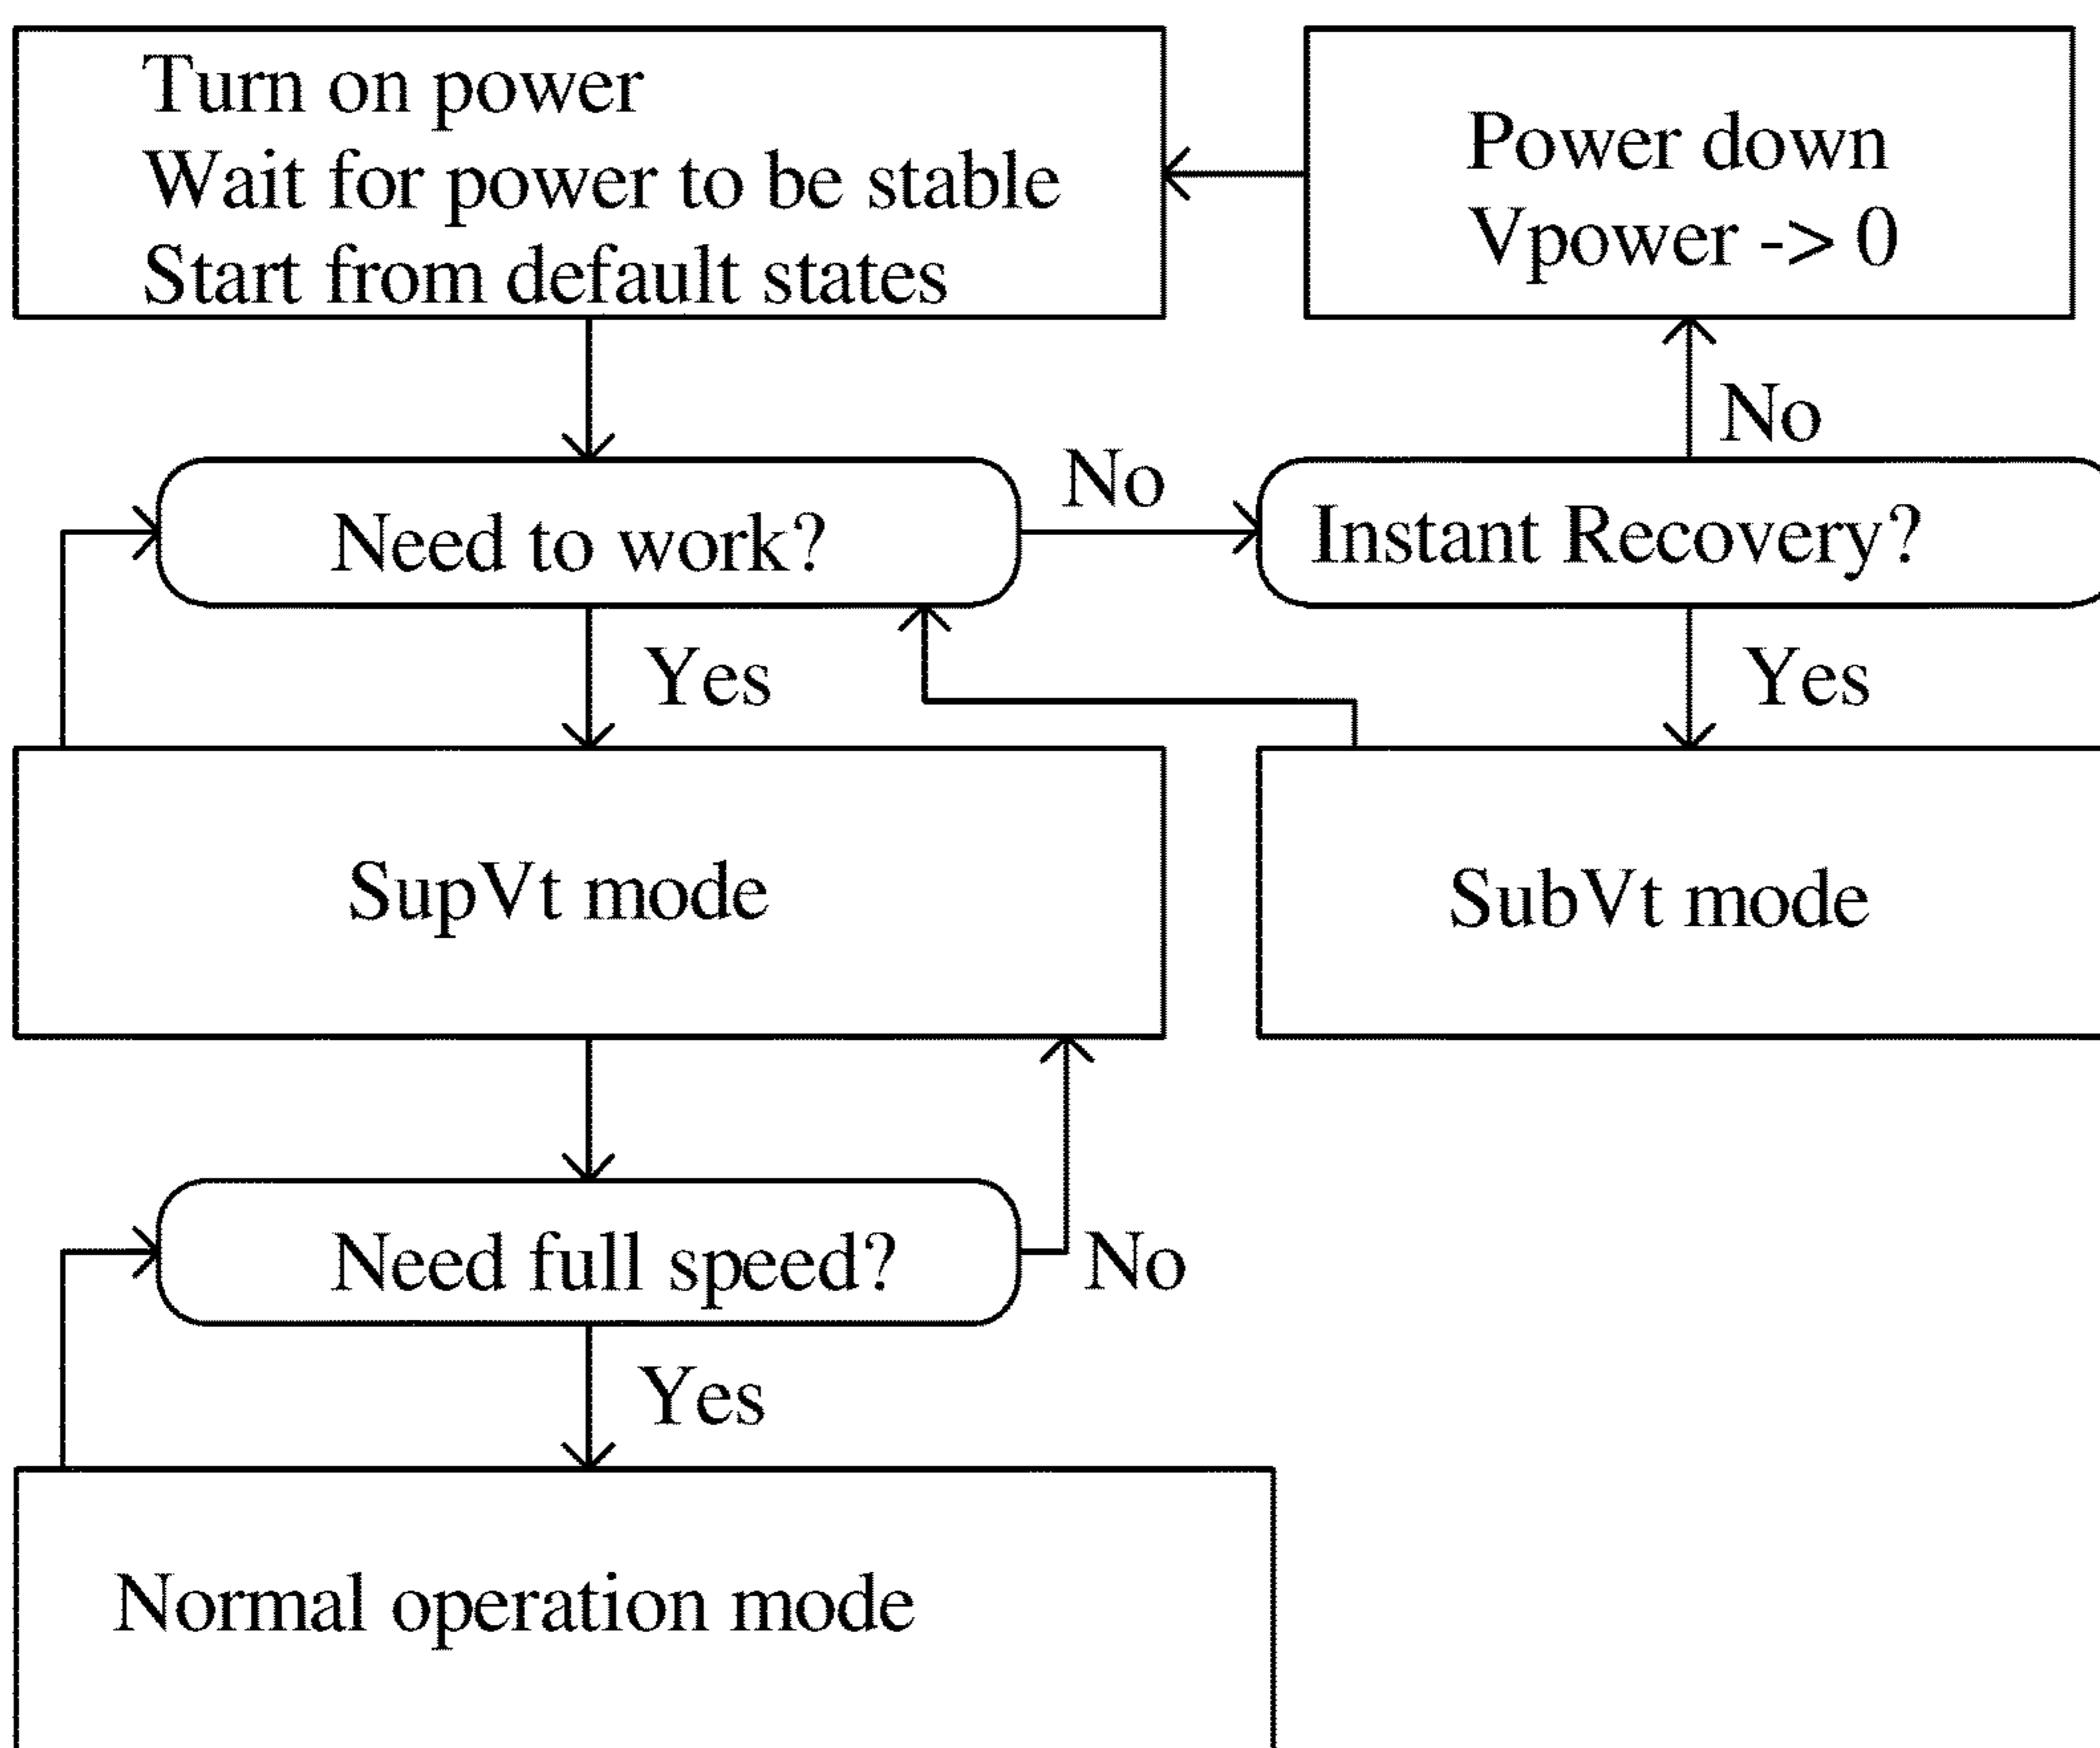 Turn on power
Wait for power to be stable
Start from default states
Power down
Vpower -> 0
No
No
Need to work?
Instant Recovery?
Yes
Yes
SupVt mode
SubVt mode
Need full speed?
No
Yes
Normal operation mode